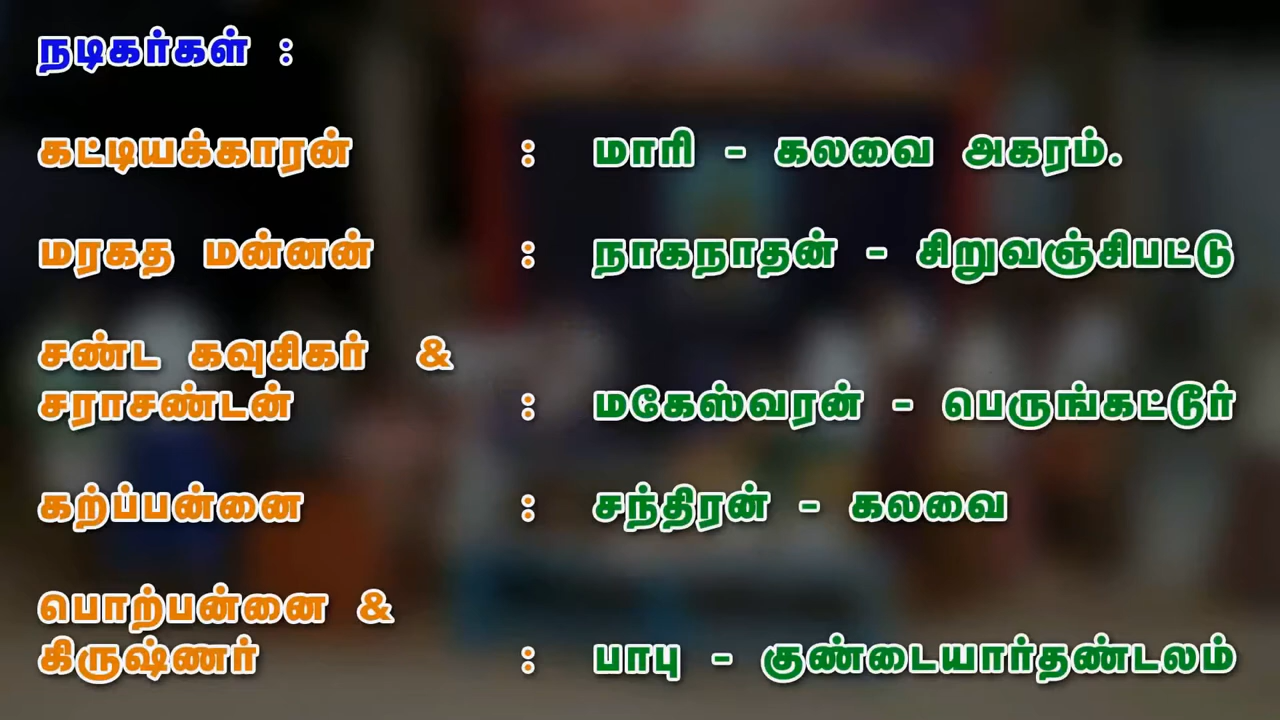 நடிகர்கள் :
கட்டியக்காரன் : மாரி - கலவை அகரம்.
மரகத மன்னன் : நாகநாதன் - சிறுவஞ்சிபட்டு
சண்ட கவுசிகர் &
சராசண்டன் : மகேஸ்வரன் - பெருங்கட்டூர்
கற்ப்பன்னை : சந்திரன் - கலவை
பொற்பன்னை &
கிருஷ்ணர் : பாபு - குண்டையார்தண்டலம்